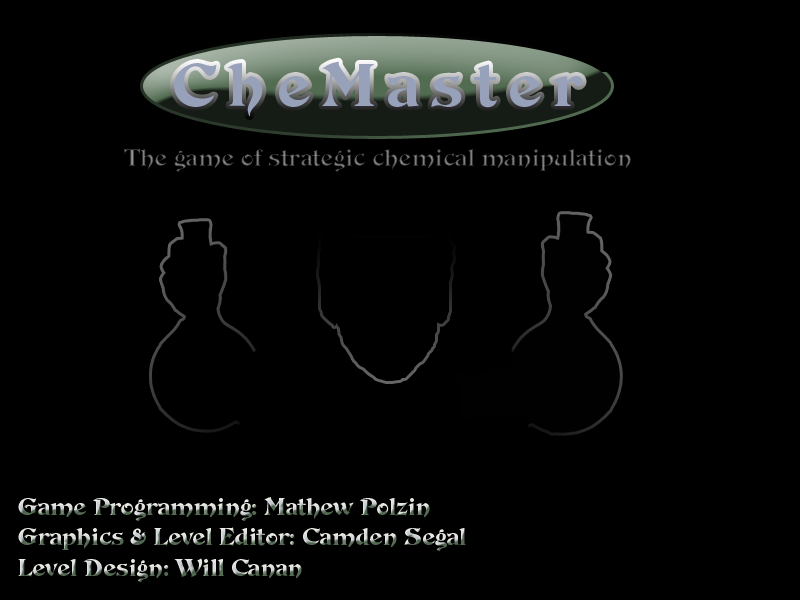 CheMaster
The game of strategic chemical manipulation
Game Programming: Mathew Polzin
Graphics & Level Editor: Camden Segal
Level Design: Will Canan